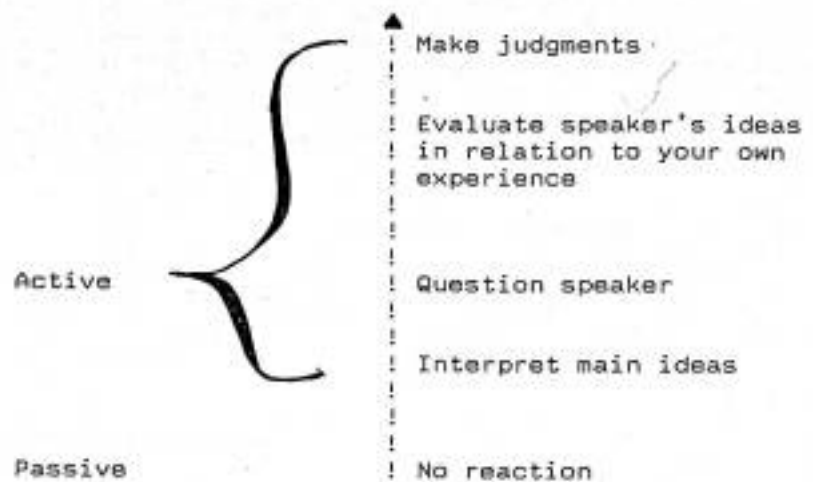 Make judgments
Evaluate speaker's ideas
in relation to your own
experience
Active
Question speaker
Interpret main ideas
Passive
No reaction